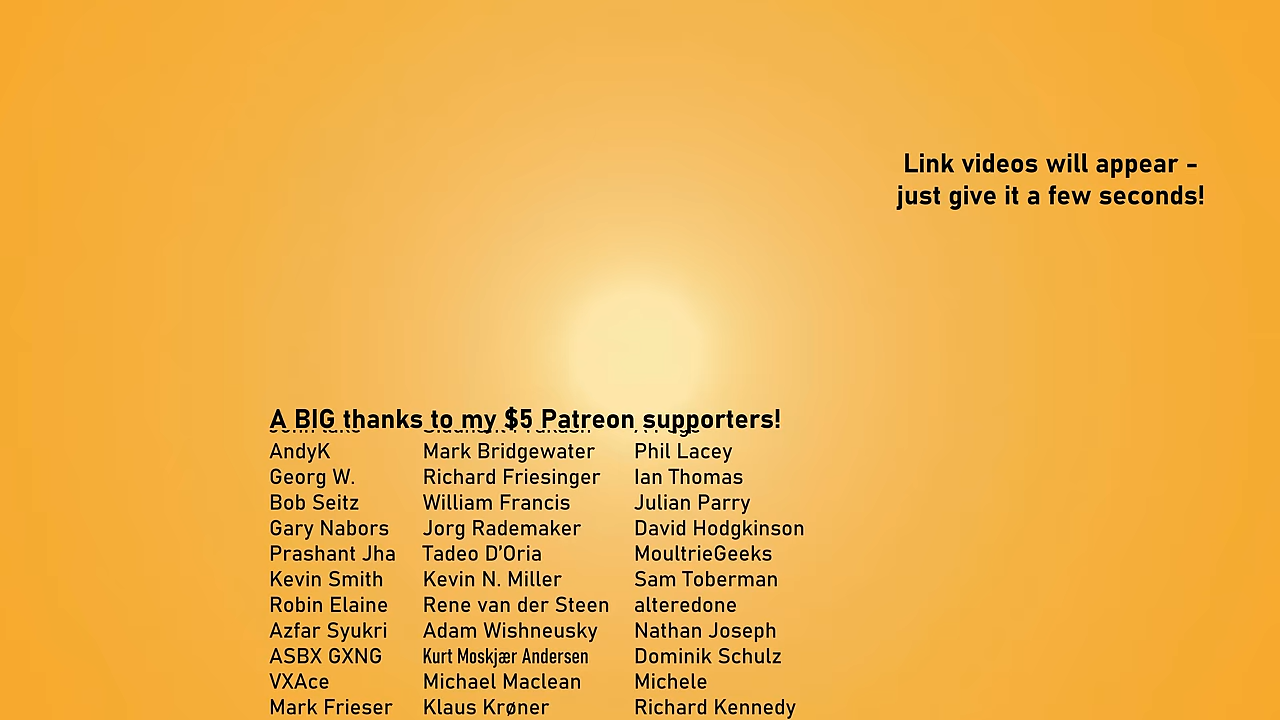 Link videos will appear -
just give it a few seconds!
A BIG thanks to my $5 Patreon supporters!
AndyK Mark Bridgewater Phil Lacey
Georg W. Richard Friesinger Ian Thomas
Bob Seitz William Francis Julian Parry
Gary Nabors Jorg Rademaker David Hodgkinson
Prashant Jha Tadeo D’Oria MoultrieGeeks
Kevin Smith Kevin N. Miller Sam Toberman
Robin Elaine Rene van der Steen alteredone
Azfar Syukri Adam Wishneusky Nathan Joseph
ASBX GXNG Kurt Moskjær Andersen Dominik Schulz
VXAce Michael Maclean Michele
Mark Frieser Klaus Krøner Richard Kennedy